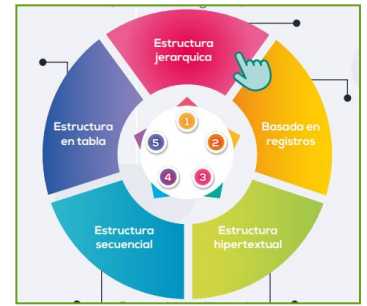 Estructura
jerarquica
Basada en
registros
Estructura
hipertextual
Estructura
secuencial
Estructura
en tabla
1
2
3
4
5